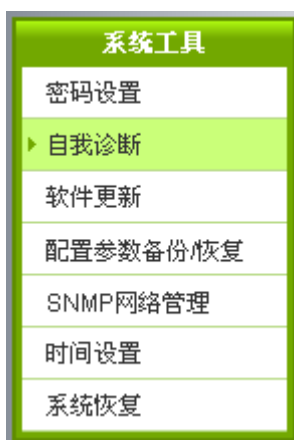 系统工具
密码设置
自我诊断
软件更新
配置参数备份/恢复
SNMP网络管理
时间设置
系统恢复